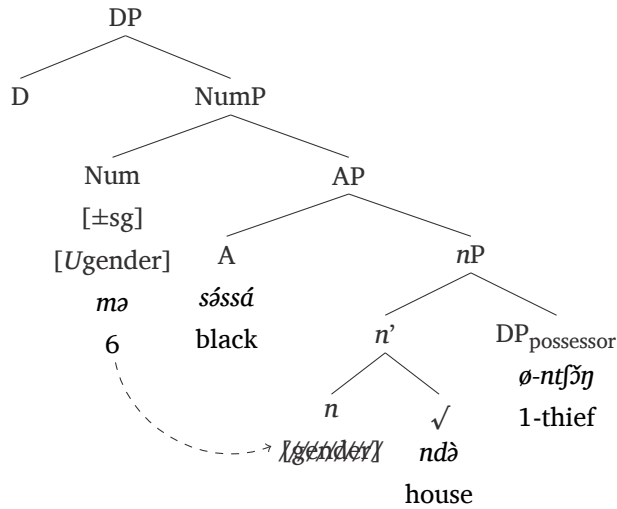 DP
D NumP
Num AP
[±sg]
[Ugender] A nP
mə sə́ssá
6 black n’ DPpossessor
ø-ntʃɔ̌ŋ
n √ 1-thief
[gender] ndə̀
house